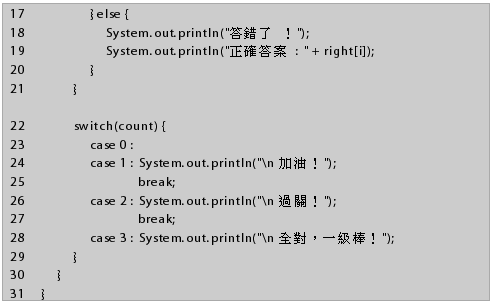 17 } else {
18 System.out.println("答錯了 ！");
19 System.out.println("正確答案：" + right[i]);
20 }
21 }
22 switch(count) {
23 case 0 :
24 case 1 : System.out.println("\n 加油！");
25 break;
26 case 2 : System.out.println("\n 過關！");
27 break;
28 case 3 : System.out.println("\n 全對，一級棒！");
29 }
30 }
31 }